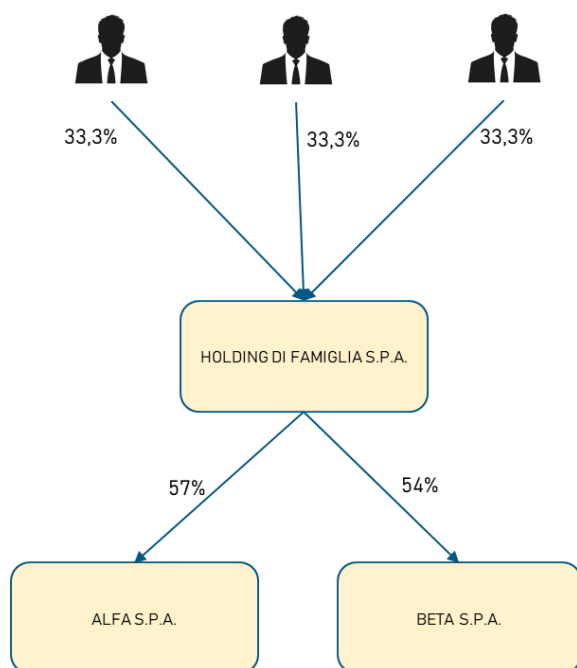 33,3%
33,3%
33,3%
HOLDING DI FAMIGLIA S.P.A.
57%
54%
ALFA S.P.A.
BETA S.P.A.